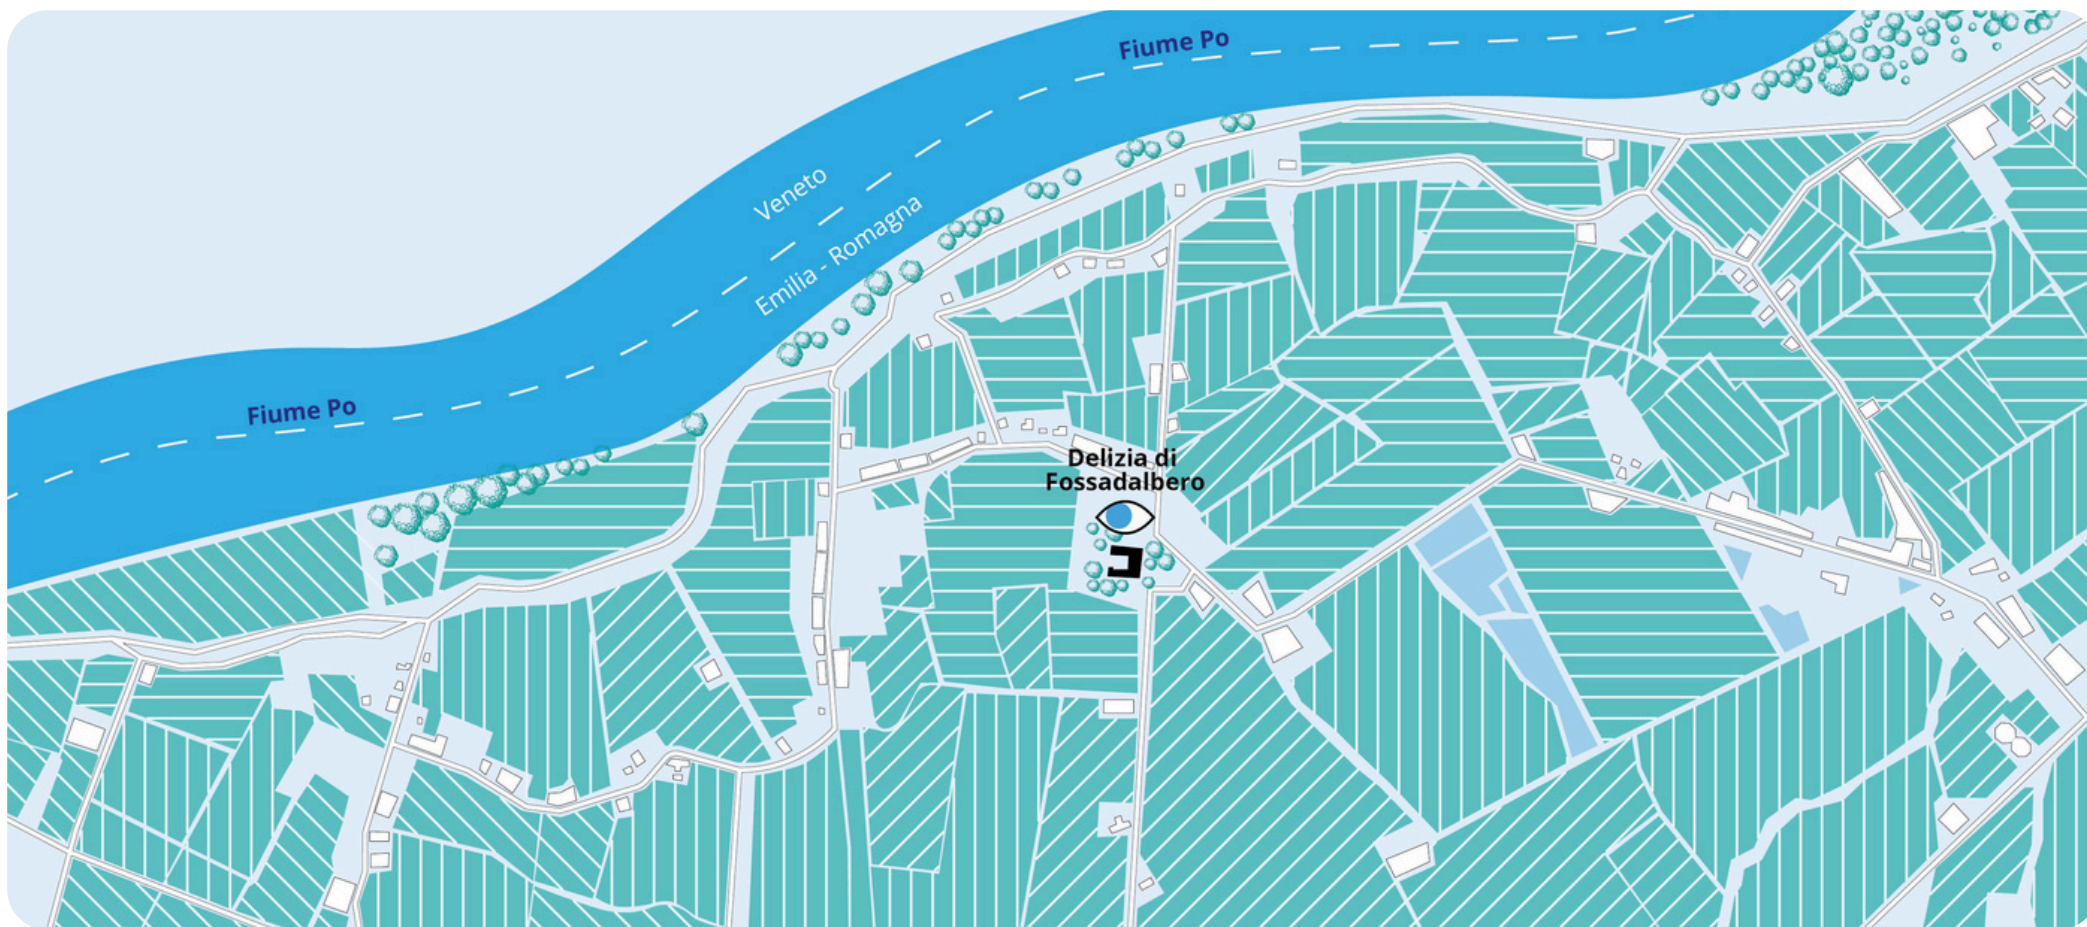 Fiume Po
Veneto
Emilia - Romagna
Fiume Po
Delizia di
Fossadalbero